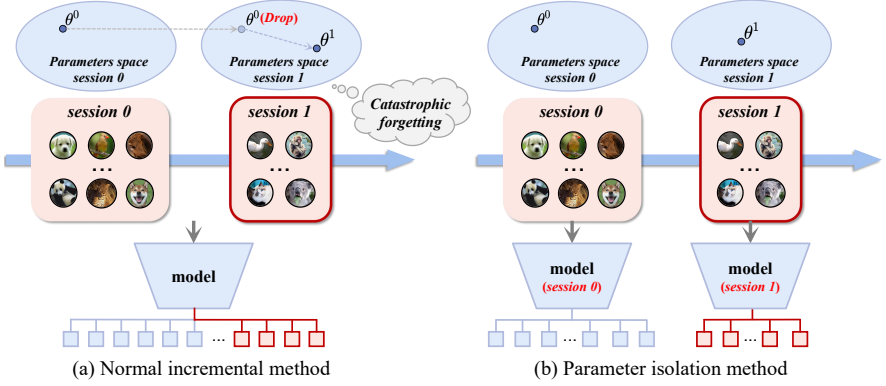 θ⁰
θ⁰(Drop)
θ¹
Parameters space
session 0
Parameters space
session 1
Catastrophic
forgetting
session 0
session 1
...
...
model
...
(a) Normal incremental method
θ⁰
θ¹
Parameters space
session 0
Parameters space
session 1
session 0
session 1
...
...
model
(session 0)
model
(session 1)
...
...
(b) Parameter isolation method